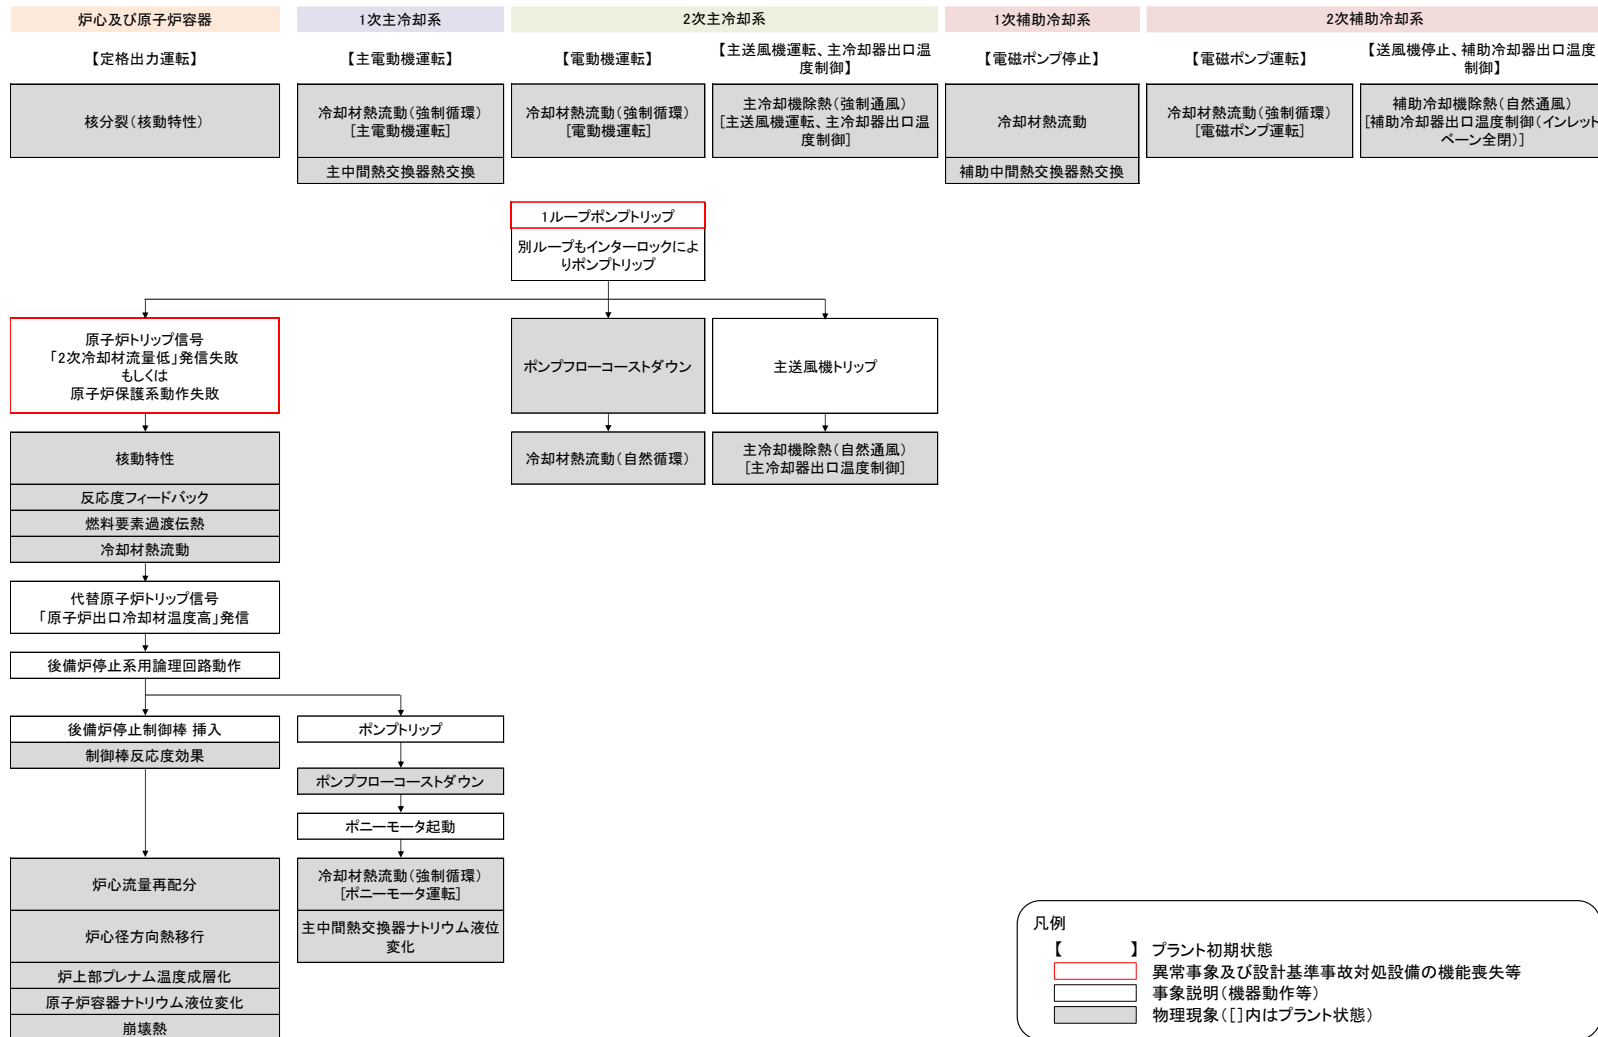 炉心及び原子炉容器
1次主冷却系
2次主冷却系
1次補助冷却系
2次補助冷却系
【定格出力運転】
【主電動機運転】
【電動機運転】
【主送風機運転、主冷却器出口温
度制御】
【電磁ポンプ停止】
【電磁ポンプ運転】
【送風機停止、補助冷却器出口温度
制御】
核分裂(核動特性)
冷却材熱流動(強制循環)
[主電動機運転]
主中間熱交換器熱交換
冷却材熱流動(強制循環)
[電動機運転]
主冷却機除熱(強制通風)
[主送風機運転、主冷却器出口温
度制御]
冷却材熱流動
補助中間熱交換器熱交換
冷却材熱流動(強制循環)
[電磁ポンプ運転]
補助冷却機除熱(自然通風)
[補助冷却器出口温度制御(インレット
ベーン全閉)]
1ループポンプトリップ
別ループもインターロックによ
りポンプトリップ
原子炉トリップ信号
「2次冷却材流量低」発信失敗
もしくは
原子炉保護系動作失敗
ポンプフローコーストダウン
主送風機トリップ
核動特性
反応度フィードバック
燃料要素過渡伝熱
冷却材熱流動
冷却材熱流動(自然循環)
主冷却機除熱(自然通風)
[主冷却器出口温度制御]
代替原子炉トリップ信号
「原子炉出口冷却材温度高」発信
後備炉停止系用論理回路動作
後備炉停止制御棒 挿入
制御棒反応度効果
ポンプトリップ
ポンプフローコーストダウン
ポニーモータ起動
炉心流量再配分
炉心径方向熱移行
炉上部プレナム温度成層化
原子炉容器ナトリウム液位変化
崩壊熱
冷却材熱流動(強制循環)
[ポニーモータ運転]
主中間熱交換器ナトリウム液位
変化
凡例
【 】 プラント初期状態
異常事象及び設計基準事故対処設備の機能喪失等
事象説明(機器動作等)
物理現象([]内はプラント状態)